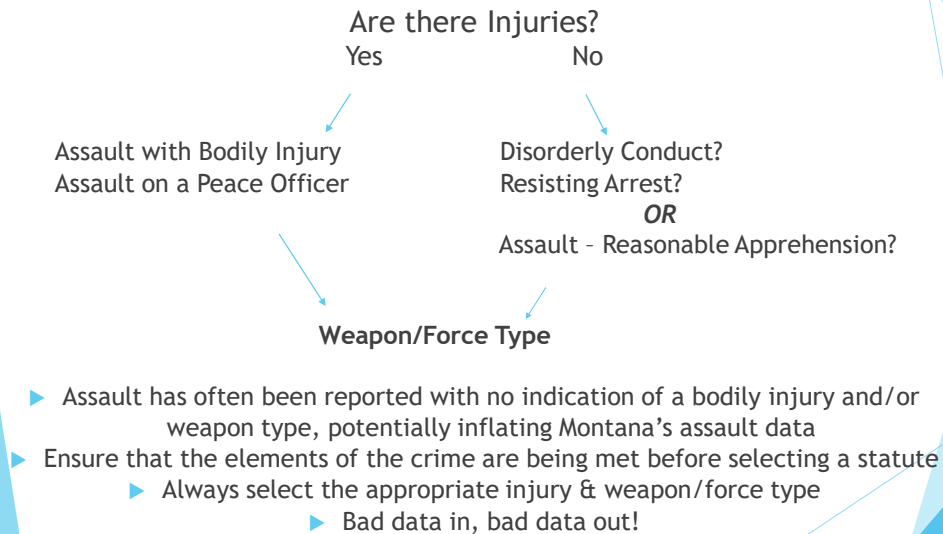 Are there Injuries?
Yes No
Assault with Bodily Injury
Assault on a Peace Officer
Disorderly Conduct?
Resisting Arrest?
OR
Assault – Reasonable Apprehension?
Weapon/Force Type
Assault has often been reported with no indication of a bodily injury and/or
weapon type, potentially inflating Montana's assault data
Ensure that the elements of the crime are being met before selecting a statute
Always select the appropriate injury & weapon/force type
Bad data in, bad data out!